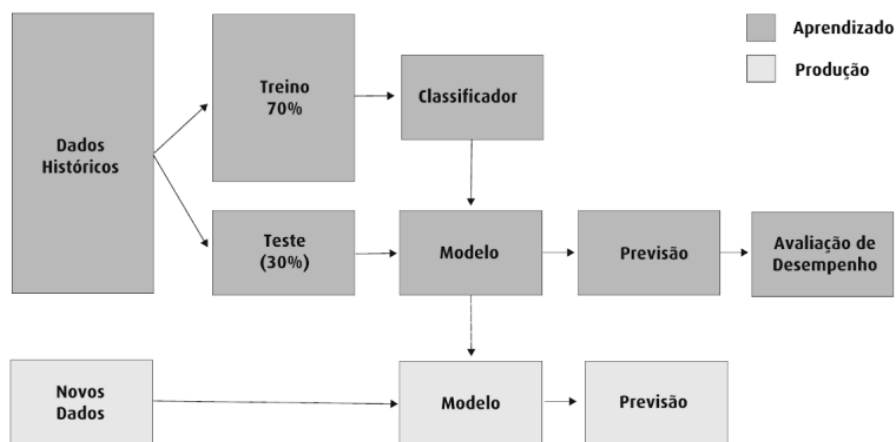 Aprendizado
Produção
Dados
Históricos
Treino
70%
Classificador
Teste
(30%)
Modelo
Previsão
Avaliação de
Desempenho
Novos
Dados
Modelo
Previsão